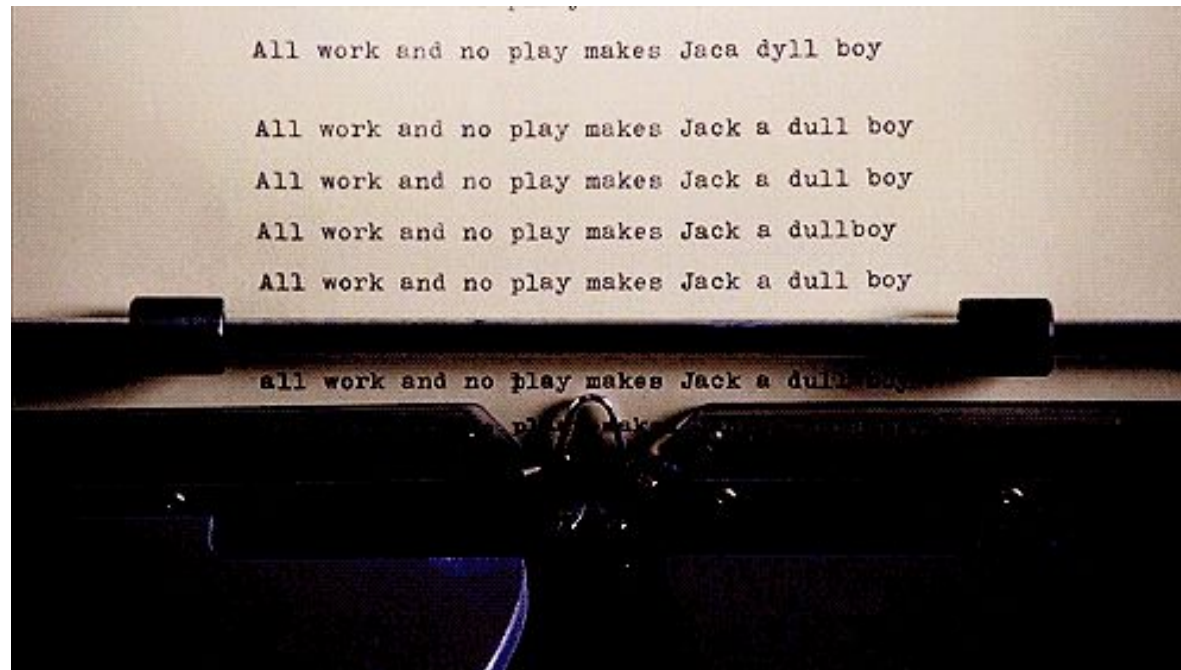 All work and no play makes Jaca dyll boy
All work and no play makes Jack a dull boy
All work and no play makes Jack a dull boy
All work and no play makes Jack a dullboy
All work and no play makes Jack a dull boy
all work and no play makes Jack a dull boy